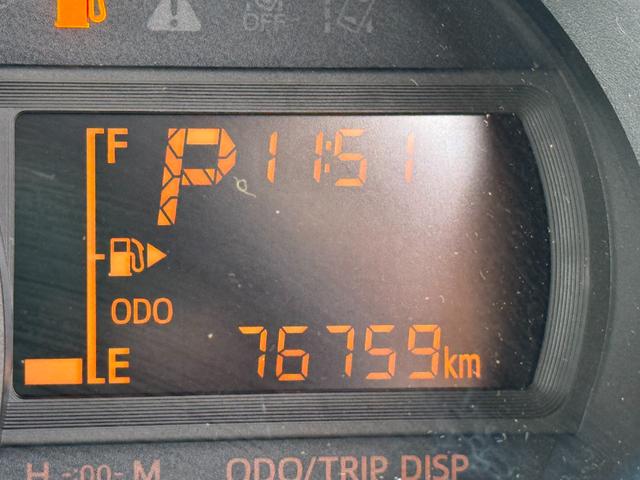 OFF
F P 11:51
ODO
E 76759km
H -:00- M ODO/TRIP DISP